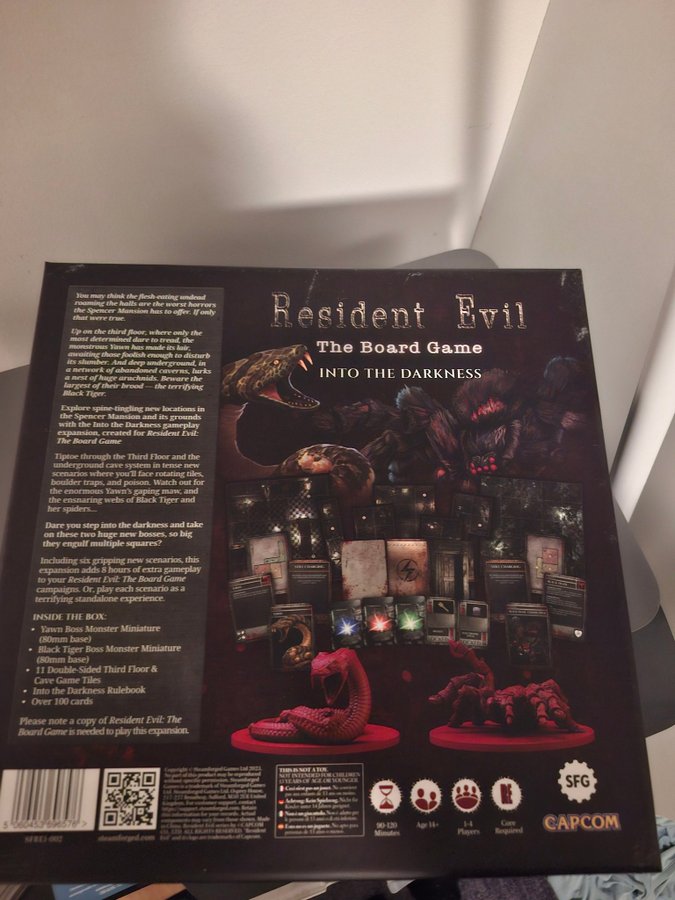 You may think the flesh-eating undead
roaming the halls are the worst horrors
the Spencer Mansion has to offer. If only
that were true.
Up on the third floor, where only the
most determined dare to tread, the
monstrous Yawn has made its lair,
awaiting those foolish enough to disturb
its slumber. And deep underground, in
a network of abandoned caverns, lurks
a nest of huge arachnids. Beware the
largest of their brood — the terrifying
Black Tiger.
Explore spine-tingling new locations in
the Spencer Mansion and its grounds
with the Into the Darkness gameplay
expansion, created for Resident Evil:
The Board Game
Tiptoe through the Third Floor and the
underground cave system in tense new
scenarios where you'll face rotating tiles,
boulder traps, and poison. Watch out for
the enormous Yawn's gaping maw, and
the ensnaring webs of Black Tiger and
her spiders...
Dare you step into the darkness and take
on these two huge new bosses, so big
they engulf multiple squares?
Including six gripping new scenarios, this
expansion adds 8 hours of extra gameplay
to your Resident Evil: The Board Game
campaigns. Or, play each scenario as a
terrifying standalone experience.
INSIDE THE BOX:
• Yawn Boss Monster Miniature
(80mm base)
• Black Tiger Boss Monster Miniature
(80mm base)
• 11 Double-Sided Third Floor &
Cave Game Tiles
• Into the Darkness Rulebook
• Over 100 cards
Please note a copy of Resident Evil: The
Board Game is needed to play this expansion.
Resident Evil
The Board Game
INTO THE DARKNESS
SFRE1-002
steamforged.com
THIS IS NOT A TOY.
NOT INTENDED FOR CHILDREN
13 YEARS OF AGE OR YOUNGER.
90-120
Minutes
Age 14+
1-4
Players
Core
Required
SFG
CAPCOM